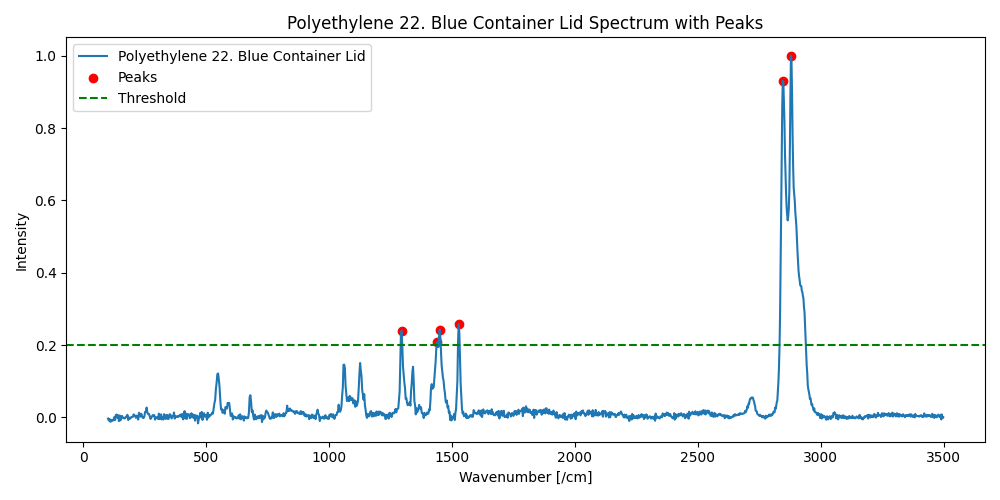 Polyethylene 22. Blue Container Lid Spectrum with Peaks
Polyethylene 22. Blue Container Lid
Peaks
Threshold
Intensity
1.0
0.8
0.6
0.4
0.2
0.0
0 500 1000 1500 2000 2500 3000 3500
Wavenumber [/cm]